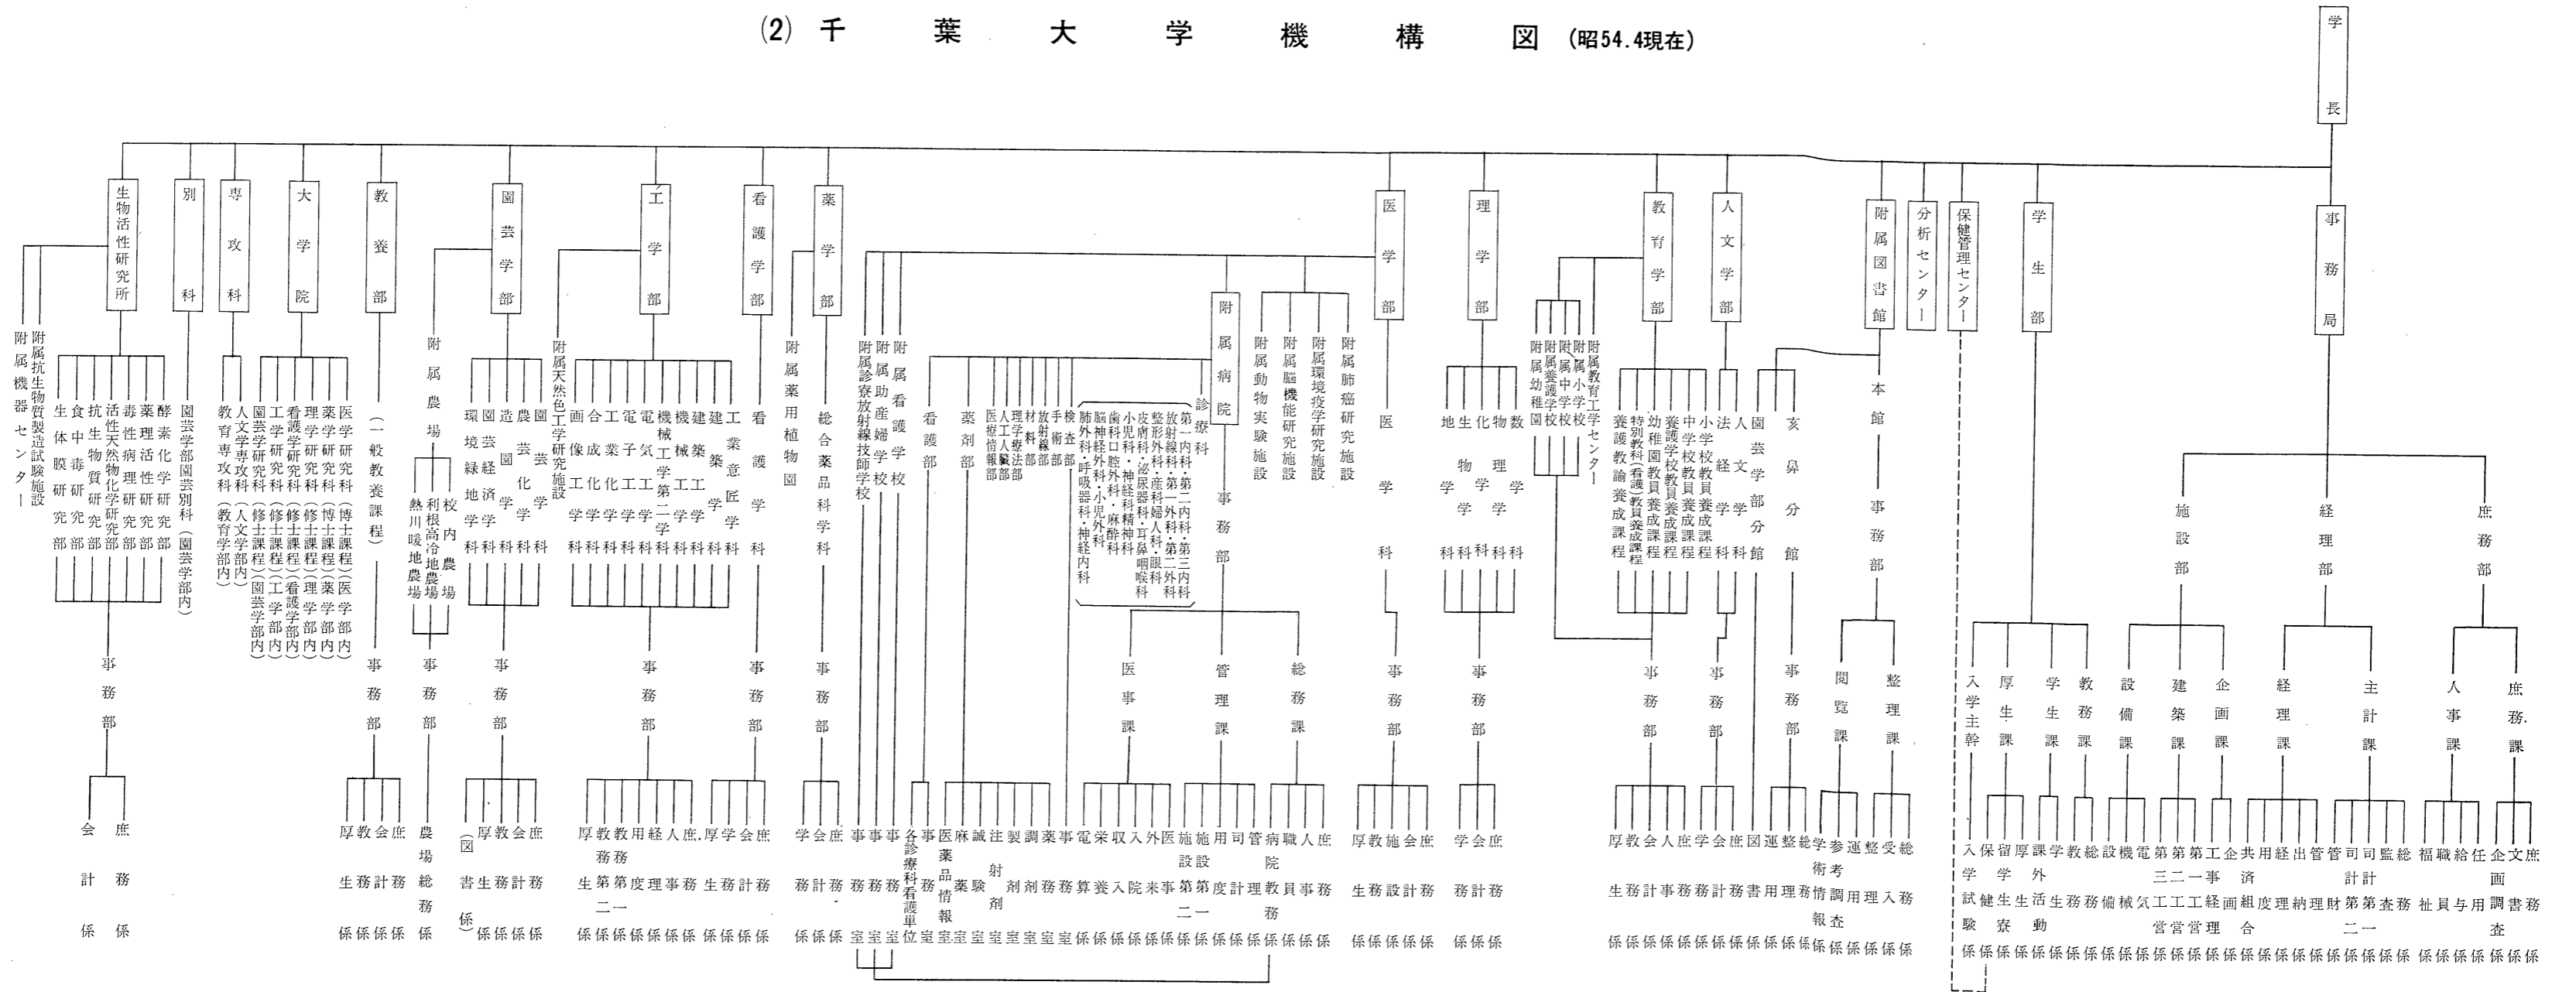 (2) 千葉大学機構図 (昭54.4現在)
学長
事務局
庶務部
庶務課
庶務係
文書係
企画調査係
人事課
任用係
給与係
職員係
福祉係
経理部
主計課
総務係
監査係
司計第一係
司計第二係
管財係
経理課
管理係
出納係
経理係
用度係
共済組合係
施設部
企画課
企画係
工事経理係
建築課
第一工営係
第二工営係
第三工営係
設備課
電気係
機械係
設備係
学生部
教務課
総務係
教務係
学生課
学生係
課外活動係
厚生課
厚生係
留学生寮係
保健係
入学主幹
入学試験係
保健管理センター
分析センター
附属図書館
本館
事務部
整理課
総務係
受入係
整理係
閲覧課
運用係
参考調査係
学術情報係
亥鼻分館
事務部
総務係
整理係
運用係
園芸学部分館
図書係
人文学部
人文学科
法経学科
事務部
庶務係
会計係
学務係
教育学部
小学校教員養成課程
中学校教員養成課程
養護学校教員養成課程
幼稚園教員養成課程
特別教科(看護)教員養成課程
養護教諭養成課程
附属教育工学センター
附属小学校
附属中学校
附属養護学校
附属幼稚園
事務部
庶務係
人事係
会計係
教務係
厚生係
理学部
数学科
物理学科
化学科
生物学科
地学科
事務部
庶務係
会計係
学務係
医学部
医学科
事務部
庶務係
会計係
施設係
教務係
厚生係
附属肺癌研究施設
附属環境疫学研究施設
附属脳機能研究施設
附属動物実験施設
附属病院
事務部
総務課
庶務係
人事係
職員係
病院教務係
管理課
管理係
司計係
用度係
施設第一係
施設第二係
医事課
医事係
外来係
入院係
収入係
栄養係
電算係
診療科
第一内科・第二内科・第三内科
放射線科・第一外科・第二外科
整形外科・産科婦人科・眼科
皮膚科・泌尿器科・耳鼻咽喉科
小児科・神経科精神科
歯科口腔外科・麻酔科
脳神経外科・小児外科
肺外科・呼吸器科・神経内科
検査部
事務室
手術部
放射線部
材料部
理学療法部
人工人臓部
医療情報部
薬剤部
薬務室
調剤室
製剤室
注射剤室
試験室
麻薬室
医薬品情報室
看護部
事務室
各診療科看護単位
附属看護学校
事務室
附属助産婦学校
事務室
附属診療放射線技師学校
事務室
薬学部
総合薬品科学科
附属薬用植物園
事務部
庶務係
会計係
学務係
看護学部
看護学科
事務部
庶務係
会計係
学務係
厚生係
工学部
工業意匠学科
建築学科
建築工学科
機械工学科
機械工学第二学科
電気工学科
電子工学科
工業化学科
合成化学科
画像工学科
附属天然色工学研究施設
事務部
庶務係
人事係
経理係
用度係
教務第一係
教務第二係
厚生係
園芸学部
園芸学科
農芸化学科
造園学科
園芸経済学科
環境緑地学科
事務部
庶務係
会計係
教務係
厚生係
(図書係)
附属農場
校内農場
利根高冷地農場
熱川暖地農場
事務部
農場総務係
教養部
(一般教養課程)
事務部
庶務係
会計係
教務係
厚生係
大学院
医学研究科(博士課程)(医学部内)
薬学研究科(博士課程)(薬学部内)
理学研究科(修士課程)(理学部内)
看護学研究科(修士課程)(看護学部内)
工学研究科(修士課程)(工学部内)
園芸学研究科(修士課程)(園芸学部内)
専攻科
人文学専攻科(人文学部内)
教育専攻科(教育学部内)
別科
園芸学部園芸別科(園芸学部内)
生物活性研究所
酵素化学研究部
薬理活性研究部
毒性病理研究部
活性天然物化学研究部
抗生物質研究部
食中毒研究部
生体膜研究部
附属抗生物質製造試験施設
附属機器センター
事務部
庶務係
会計係